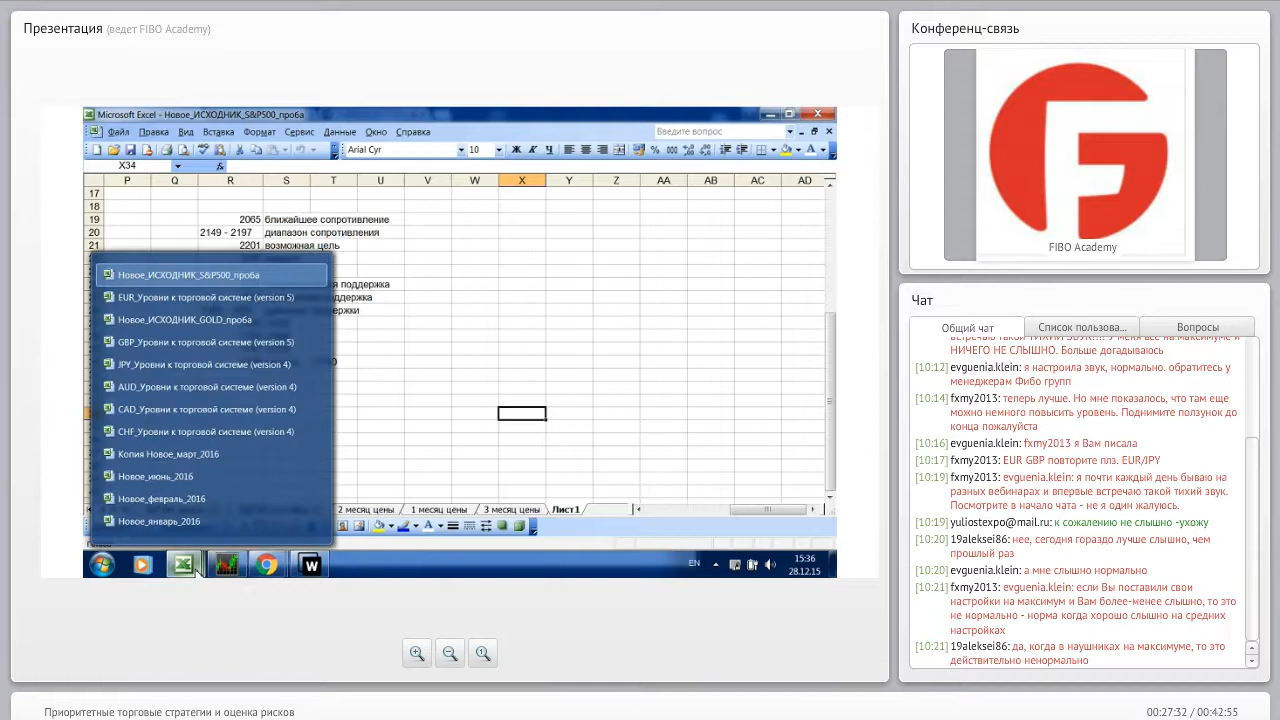 Презентация (ведет FIBO Academy)
Microsoft Excel - Новое_ИСХОДНИК_S&P500_проба
Файл Правка Вид Вставка Формат Сервис Данные Окно Справка
Введите вопрос
Arial Cyr 10
X34
P Q R S T U V W X Y Z AA AB AC AD
17
18
19 2065 ближайшее сопротивление
20 2149 - 2197 диапазон сопротивления
21 2201 возможная цель
Новое_ИСХОДНИК_S&P500_проба
EUR_Уровни к торговой системе (version 5)
Новое_ИСХОДНИК_GOLD_проба
GBP_Уровни к торговой системе (version 5)
JPY_Уровни к торговой системе (version 4)
AUD_Уровни к торговой системе (version 4)
CAD_Уровни к торговой системе (version 4)
CHF_Уровни к торговой системе (version 4)
Копия Новое_март_2016
Новое_июнь_2016
Новое_февраль_2016
Новое_январь_2016
поддержка
2 месяц цены 1 месяц цены 3 месяц цены Лист1
EN
15:36
28.12.15
Приоритетные торговые стратегии и оценка рисков
00:27:32 / 00:42:55
Конференц-связь
FIBO Academy
Чат
Общий чат Список пользова... Вопросы
НИЧЕГО НЕ СЛЫШНО. Больше догадываюсь
[10:12] evguenia.klein: я настроила звук, нормально. обратитесь у
менеджерам Фибо групп
[10:14] fxmy2013: теперь лучше. Но мне показалось, что там еще
можно немного повысить уровень. Поднимите ползунок до
конца пожалуйста
[10:16] evguenia.klein: fxmy2013 я Вам писала
[10:17] fxmy2013: EUR GBP повторите плз. EUR/JPY
[10:19] fxmy2013: evguenia.klein: я почти каждый день бываю на
разных вебинарах и впервые встречаю такой тихий звук.
Посмотрите в начало чата - не я один жалуюсь.
[10:19] yuliostexpo@mail.ru: к сожалению не слышно -ухожу
[10:20] 19aleksei86: нее, сегодня гораздо лучше слышно, чем
прошлый раз
[10:20] evguenia.klein: а мне слышно нормально
[10:21] fxmy2013: evguenia.klein: если Вы поставили свои
настройки на максимум и Вам более-менее слышно, то это
не нормально - норма когда хорошо слышно на средних
настройках
[10:21] 19aleksei86: да, когда в наушниках на максимуме, то это
действительно ненормально